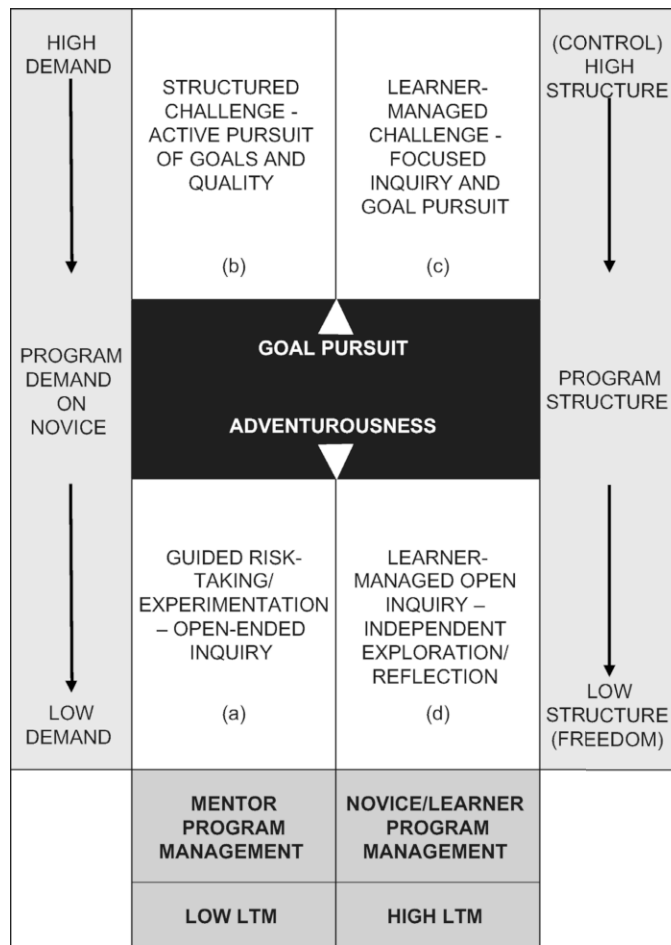 HIGH
DEMAND
STRUCTURED
CHALLENGE -
ACTIVE PURSUIT
OF GOALS AND
QUALITY
(b)
LEARNER-
MANAGED
CHALLENGE -
FOCUSED
INQUIRY AND
GOAL PURSUIT
(c)
(CONTROL)
HIGH
STRUCTURE
PROGRAM
DEMAND
ON
NOVICE
GOAL PURSUIT
ADVENTUROUSNESS
PROGRAM
STRUCTURE
GUIDED RISK-
TAKING/
EXPERIMENTATION
– OPEN-ENDED
INQUIRY
(a)
LEARNER-
MANAGED OPEN
INQUIRY –
INDEPENDENT
EXPLORATION/
REFLECTION
(d)
LOW
DEMAND
LOW
STRUCTURE
(FREEDOM)
MENTOR
PROGRAM
MANAGEMENT
NOVICE/LEARNER
PROGRAM
MANAGEMENT
LOW LTM
HIGH LTM